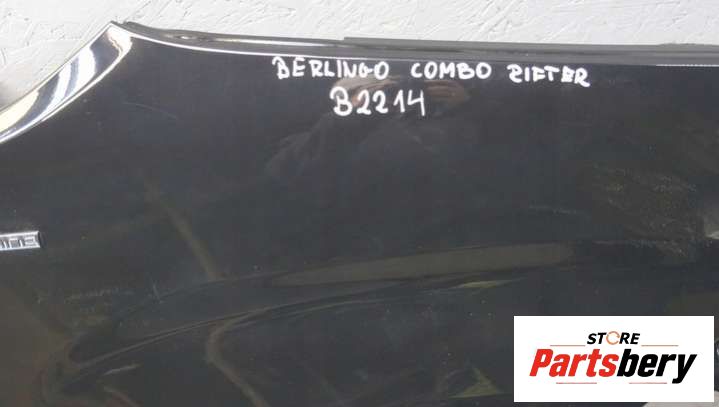 BERLINGO COMBO RIFTER
B2214
STORE
Partsbery